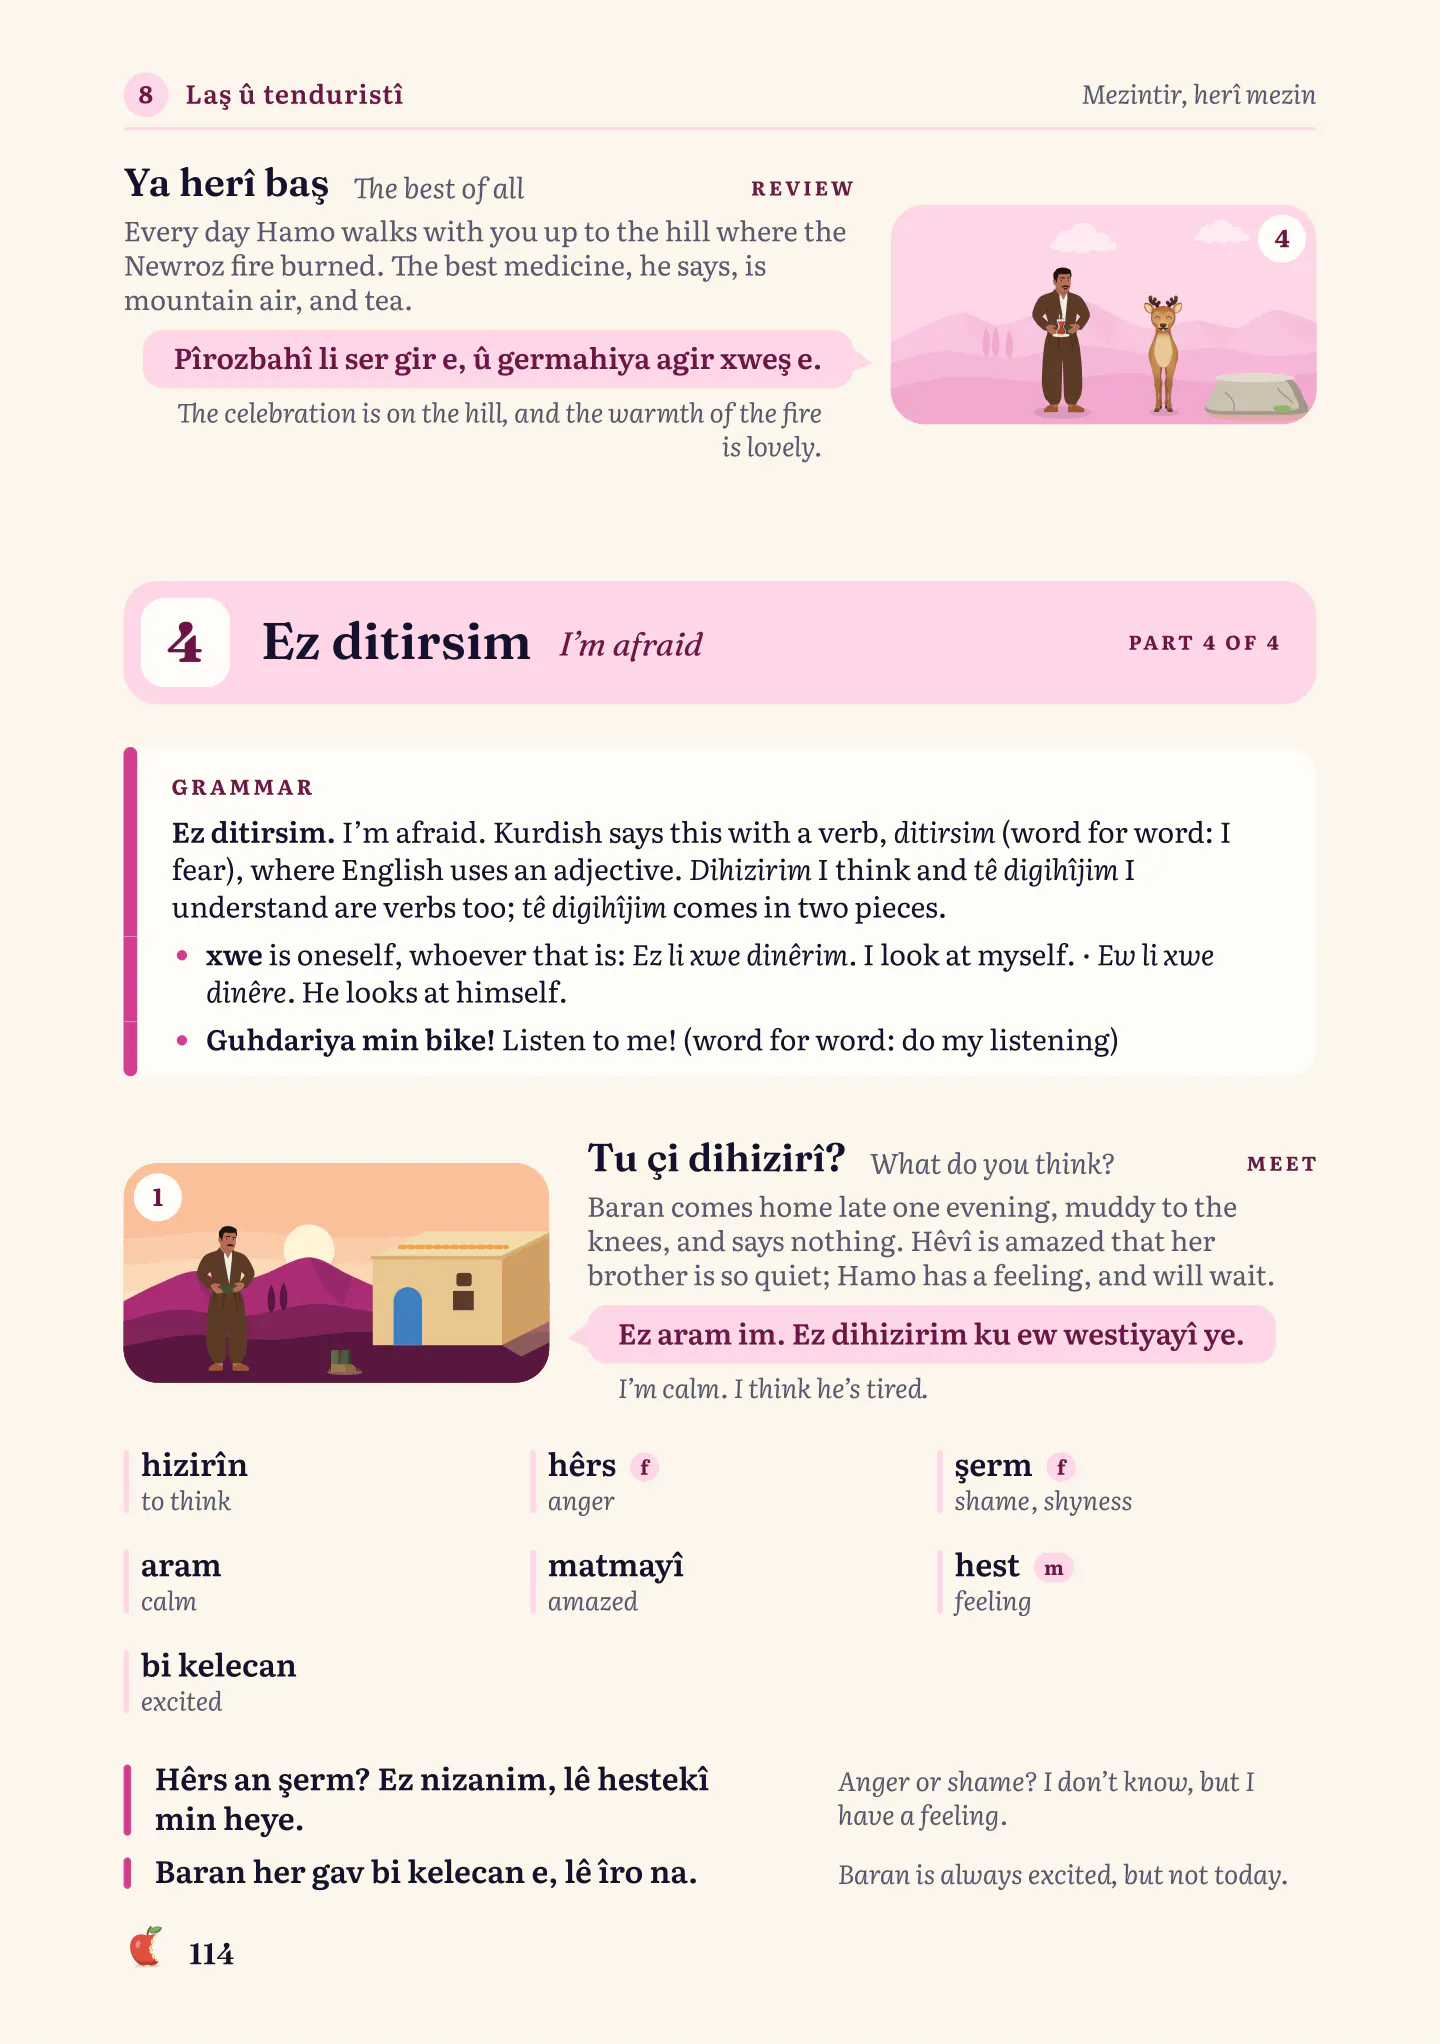 8 Laş û tenduristî
Mezintir, herî mezin
Ya herî baş The best of all REVIEW
Every day Hamo walks with you up to the hill where the
Newroz fire burned. The best medicine, he says, is
mountain air, and tea.
Pîrozbahî li ser gir e, û germahiya agir xweş e.
The celebration is on the hill, and the warmth of the fire
is lovely.
4
4 Ez ditirsim I’m afraid PART 4 OF 4
GRAMMAR
Ez ditirsim. I’m afraid. Kurdish says this with a verb, ditirsim (word for word: I
fear), where English uses an adjective. Dihizirim I think and tê digihîjim I
understand are verbs too; tê digihîjim comes in two pieces.
• xwe is oneself, whoever that is: Ez li xwe dinêrim. I look at myself. · Ew li xwe
dinêre. He looks at himself.
• Guhdariya min bike! Listen to me! (word for word: do my listening)
1
Tu çi dihizirî? What do you think? MEET
Baran comes home late one evening, muddy to the
knees, and says nothing. Hêvî is amazed that her
brother is so quiet; Hamo has a feeling, and will wait.
Ez aram im. Ez dihizirim ku ew westiyayî ye.
I’m calm. I think he’s tired.
hizirîn
to think
hêrs f
anger
şerm f
shame, shyness
aram
calm
matmayî
amazed
hest m
feeling
bi kelecan
excited
Hêrs an şerm? Ez nizanim, lê hestekî
min heye.
Anger or shame? I don’t know, but I
have a feeling.
Baran her gav bi kelecan e, lê îro na.
Baran is always excited, but not today.
114